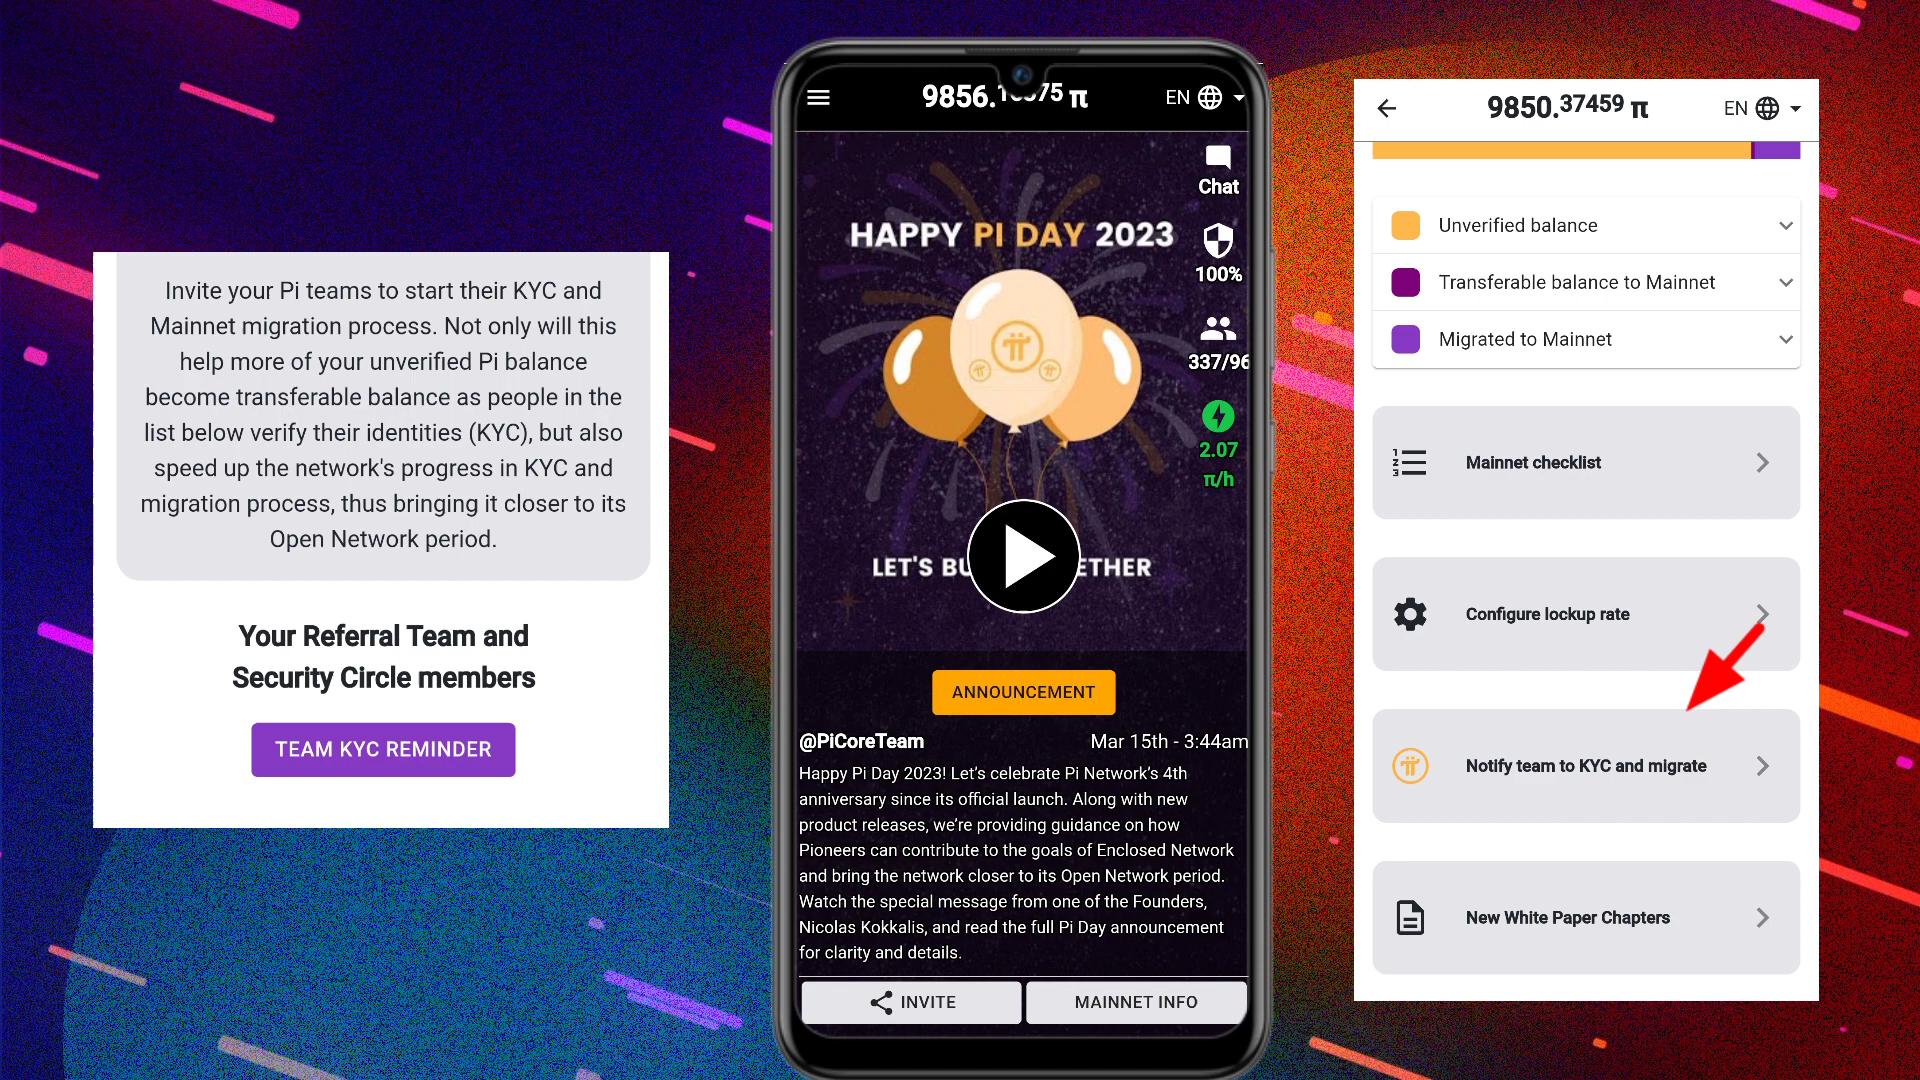 Invite your Pi teams to start their KYC and
Mainnet migration process. Not only will this
help more of your unverified Pi balance
become transferable balance as people in the
list below verify their identities (KYC), but also
speed up the network's progress in KYC and
migration process, thus bringing it closer to its
Open Network period.
Your Referral Team and
Security Circle members
TEAM KYC REMINDER
9856. π
EN
Chat
HAPPY PI DAY 2023
100%
337/96
2.07
π/h
LET'S
ANNOUNCEMENT
@PiCoreTeam
Mar 15th - 3:44am
Happy Pi Day 2023! Let's celebrate Pi Network's 4th
anniversary since its official launch. Along with new
product releases, we're providing guidance on how
Pioneers can contribute to the goals of Enclosed Network
and bring the network closer to its Open Network period.
Watch the special message from one of the Founders,
Nicolas Kokkalis, and read the full Pi Day announcement
for clarity and details.
INVITE
MAINNET INFO
9850.37459 π
EN
Unverified balance
Transferable balance to Mainnet
Migrated to Mainnet
1
2
3
Mainnet checklist
Configure lockup rate
Notify team to KYC and migrate
New White Paper Chapters